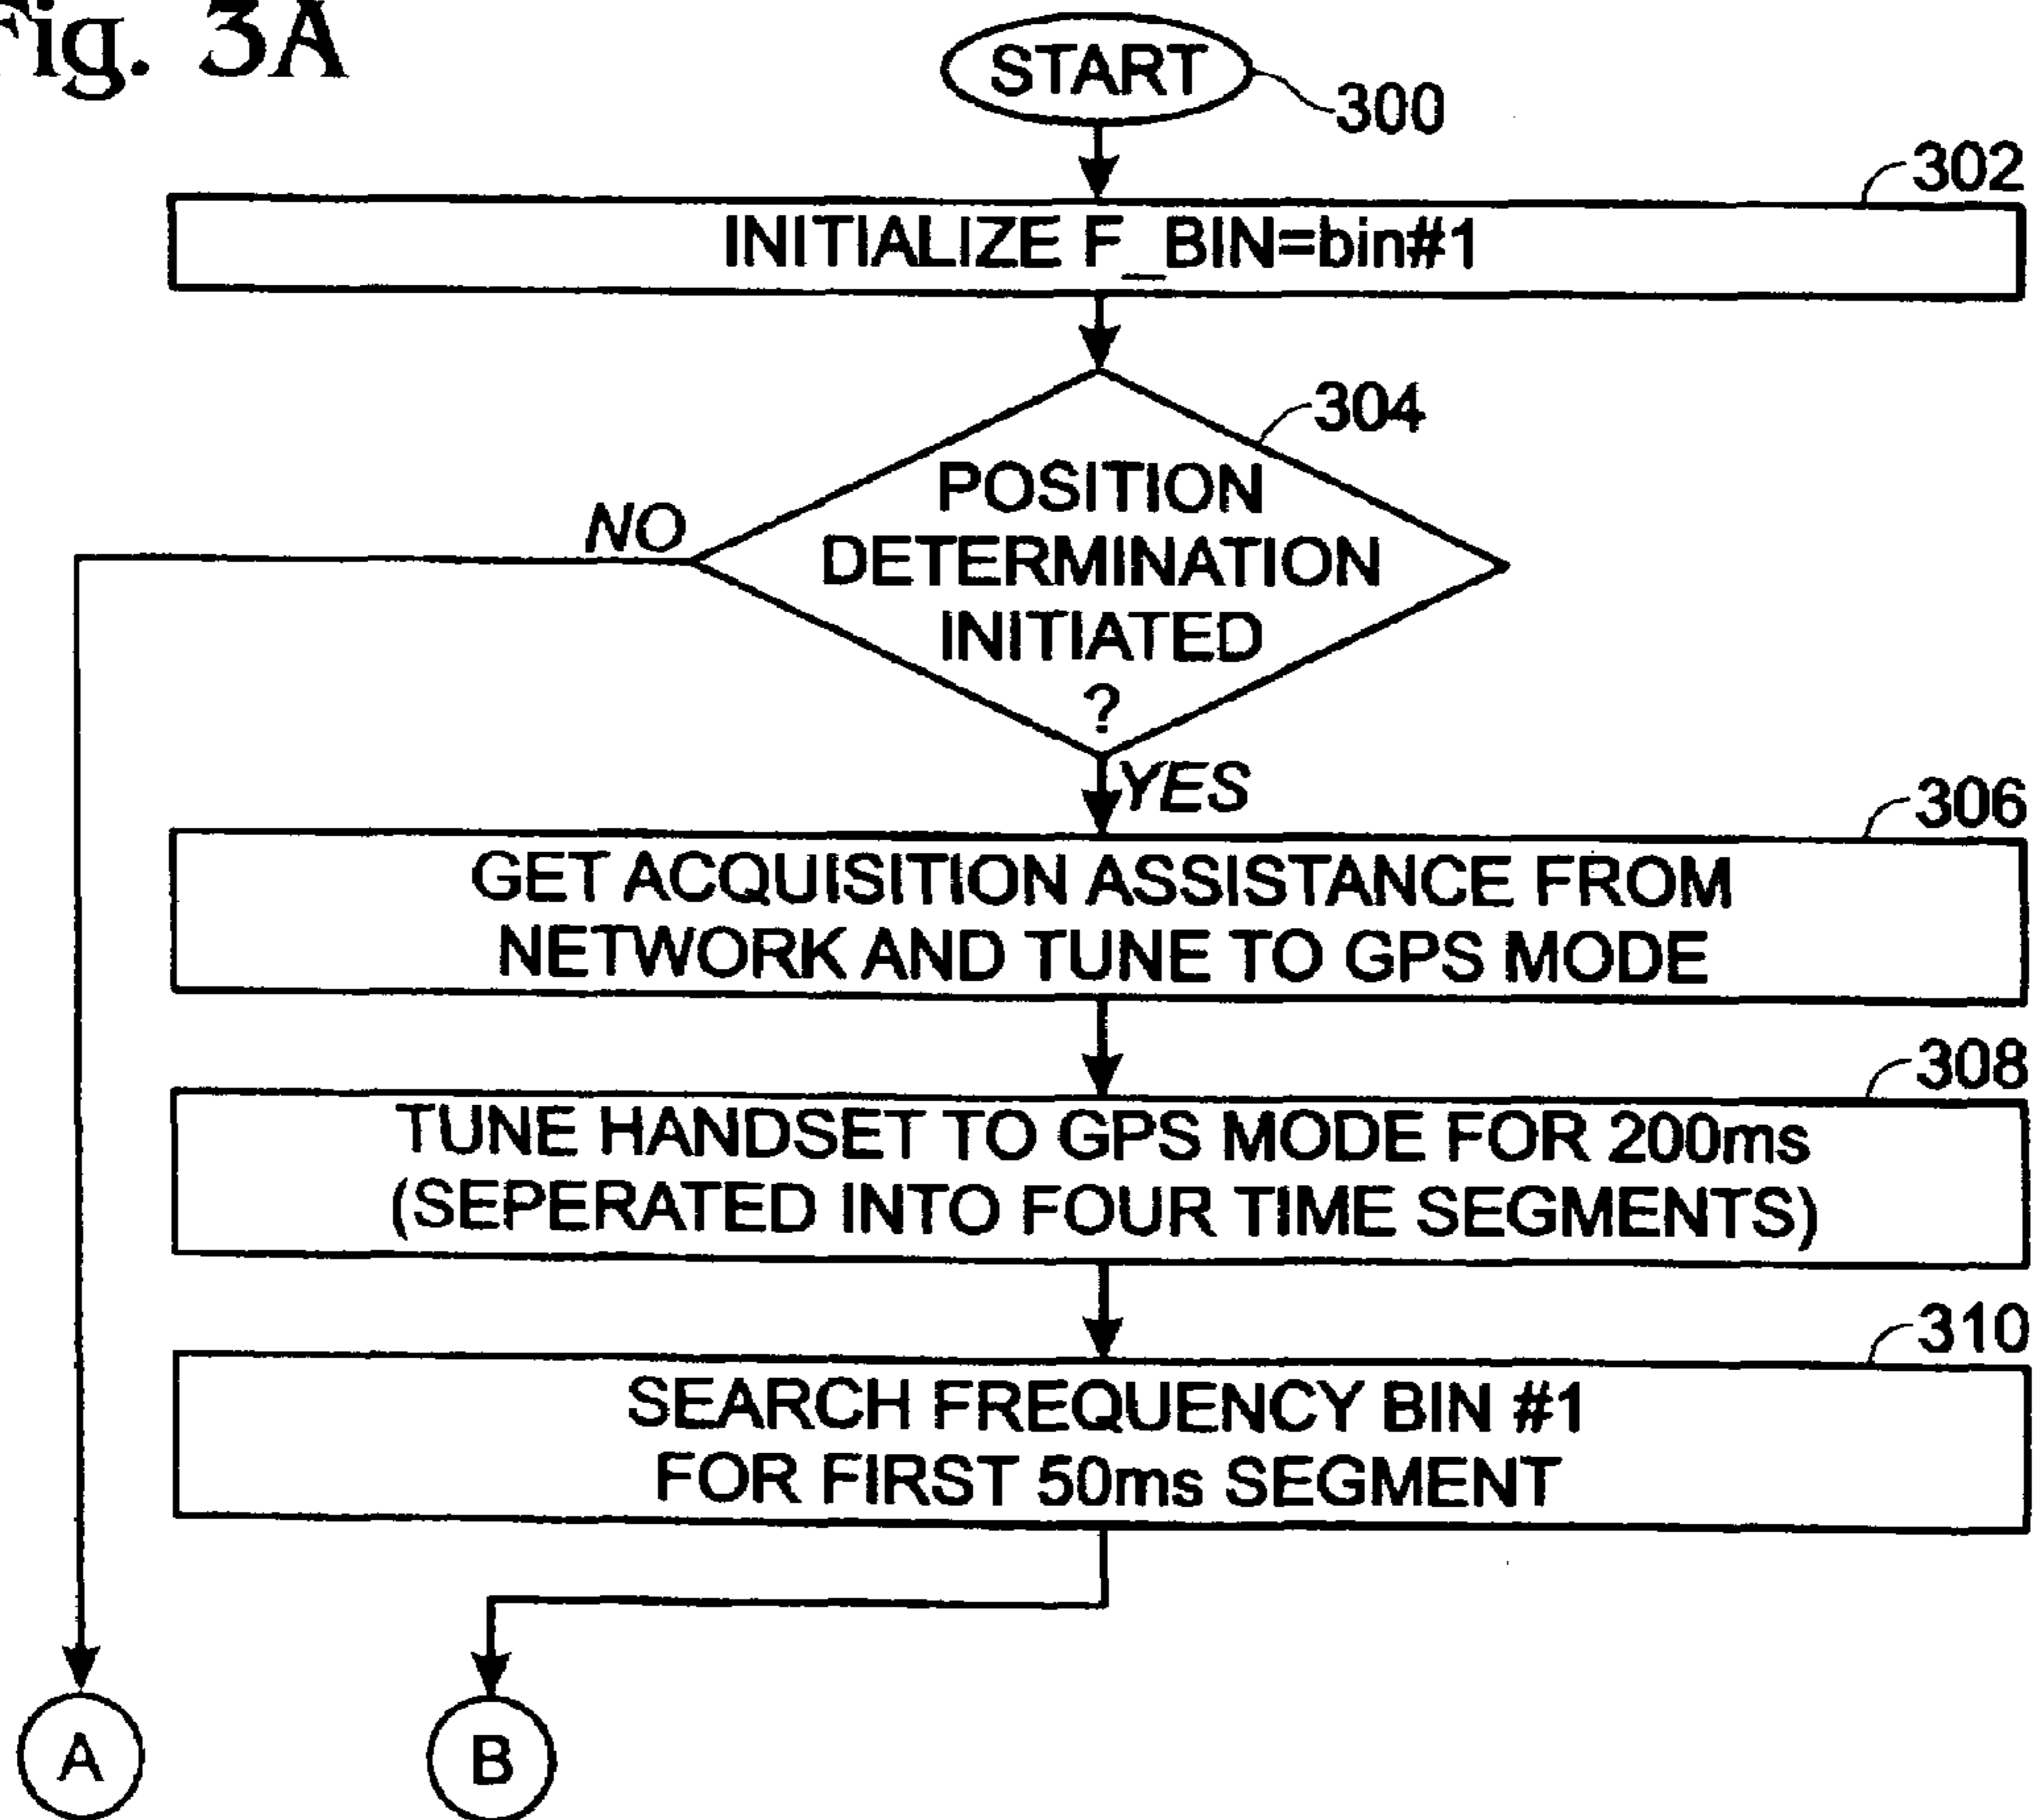 Fig. 3A
START
300
302
INITIALIZE F_BIN=bin#1
304
POSITION
DETERMINATION
INITIATED
?
NO
YES
306
GET ACQUISITION ASSISTANCE FROM
NETWORK AND TUNE TO GPS MODE
308
TUNE HANDSET TO GPS MODE FOR 200ms
(SEPERATED INTO FOUR TIME SEGMENTS)
310
SEARCH FREQUENCY BIN #1
FOR FIRST 50ms SEGMENT
A
B